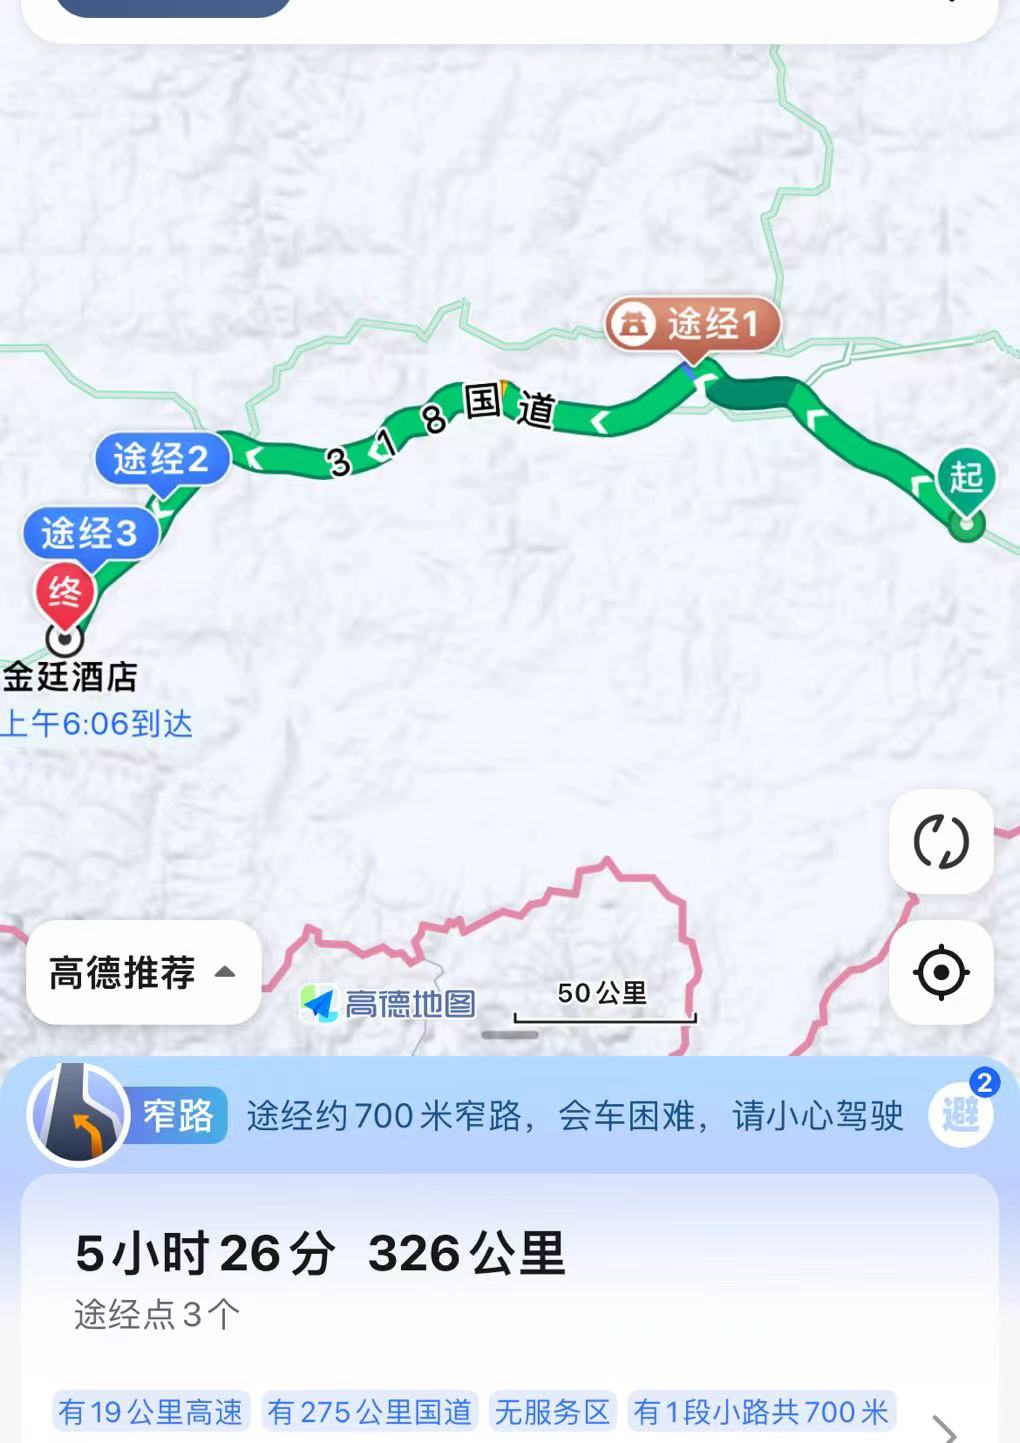 途经1
318国道
途经2
起
途经3
终
金廷酒店
上午6:06到达
高德推荐
高德地图
50公里
2
窄路
途经约700米窄路，会车困难，请小心驾驶
避
5小时26分 326公里
途经点3个
有19公里高速 有275公里国道 无服务区 有1段小路共700米